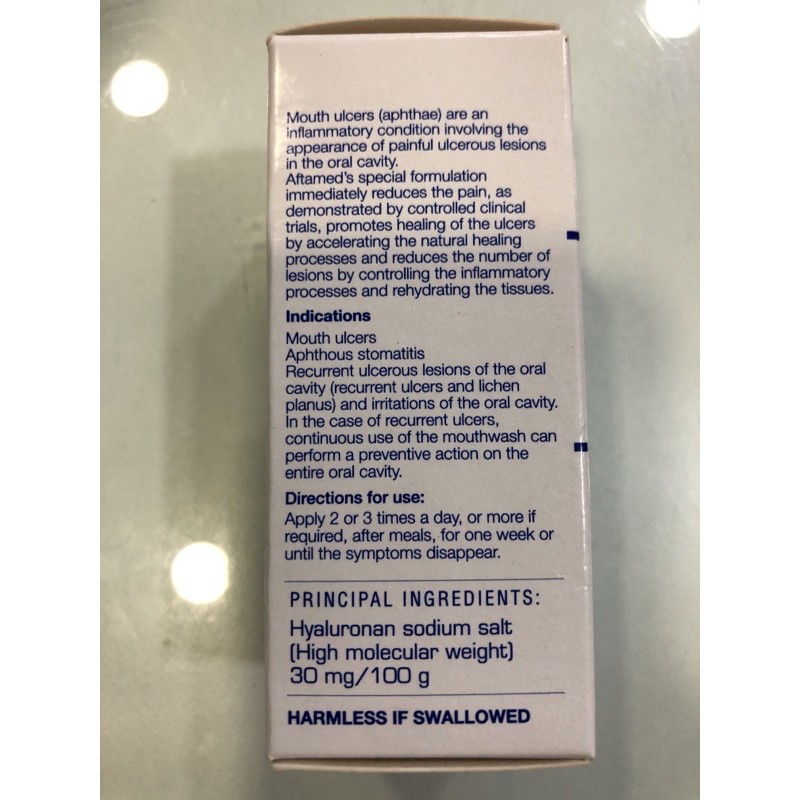 Mouth ulcers (aphthae) are an
inflammatory condition involving the
appearance of painful ulcerous lesions
in the oral cavity.
Aftamed's special formulation
immediately reduces the pain, as
demonstrated by controlled clinical
trials, promotes healing of the ulcers
by accelerating the natural healing
processes and reduces the number of
lesions by controlling the inflammatory
processes and rehydrating the tissues.
Indications
Mouth ulcers
Aphthous stomatitis
Recurrent ulcerous lesions of the oral
cavity (recurrent ulcers and lichen
planus) and irritations of the oral cavity.
In the case of recurrent ulcers,
continuous use of the mouthwash can
perform a preventive action on the
entire oral cavity.
Directions for use:
Apply 2 or 3 times a day, or more if
required, after meals, for one week or
until the symptoms disappear.
PRINCIPAL INGREDIENTS:
Hyaluronan sodium salt
(High molecular weight)
30 mg/100 g
HARMLESS IF SWALLOWED